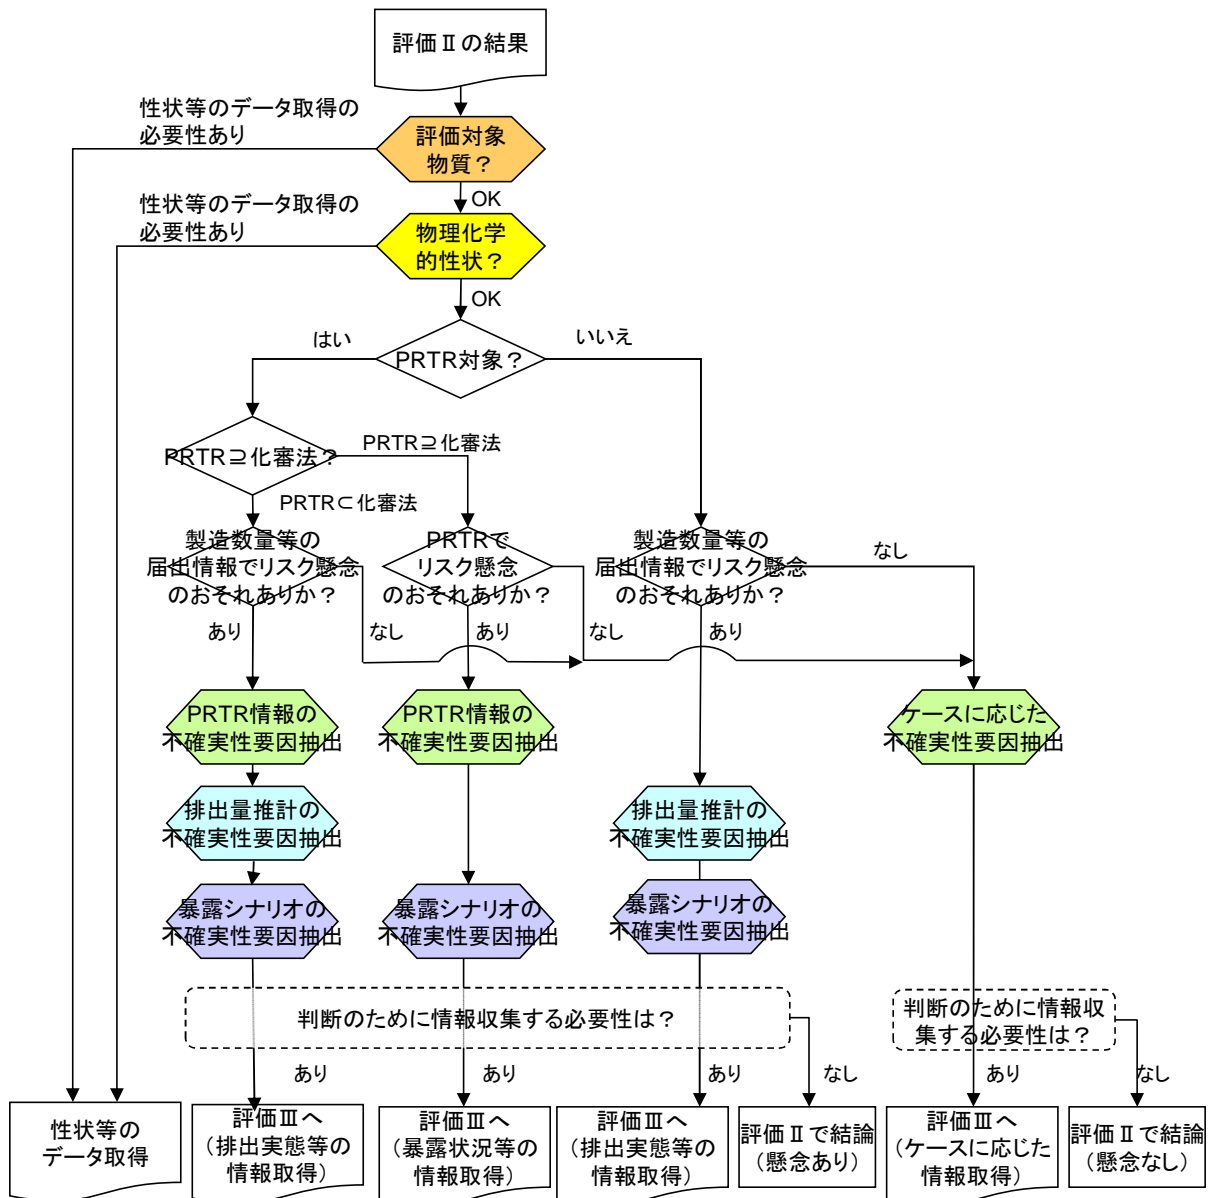 評価Ⅱの結果
性状等のデータ取得の
必要性あり
評価対象
物質？
OK
性状等のデータ取得の
必要性あり
物理化学
的性状？
OK
はい
PRTR対象？
いいえ
PRTR⊇化審法？
PRTR⊇化審法
PRTR⊂化審法
製造数量等の
届出情報でリスク懸念
のおそれありか？
PRTRで
リスク懸念
のおそれありか？
製造数量等の
届出情報でリスク懸念
のおそれありか？
なし
あり
なし
あり
なし
あり
PRTR情報の
不確実性要因抽出
PRTR情報の
不確実性要因抽出
ケースに応じた
不確実性要因抽出
排出量推計の
不確実性要因抽出
排出量推計の
不確実性要因抽出
暴露シナリオの
不確実性要因抽出
暴露シナリオの
不確実性要因抽出
暴露シナリオの
不確実性要因抽出
判断のために情報収集する必要性は？
判断のために情報収
集する必要性は？
あり
あり
あり
なし
あり
なし
性状等の
データ取得
評価Ⅲへ
（排出実態等の
情報取得）
評価Ⅲへ
（暴露状況等の
情報取得）
評価Ⅲへ
（排出実態等の
情報取得）
評価Ⅱで結論
（懸念あり）
評価Ⅲへ
（ケースに応じた
情報取得）
評価Ⅱで結論
（懸念なし）